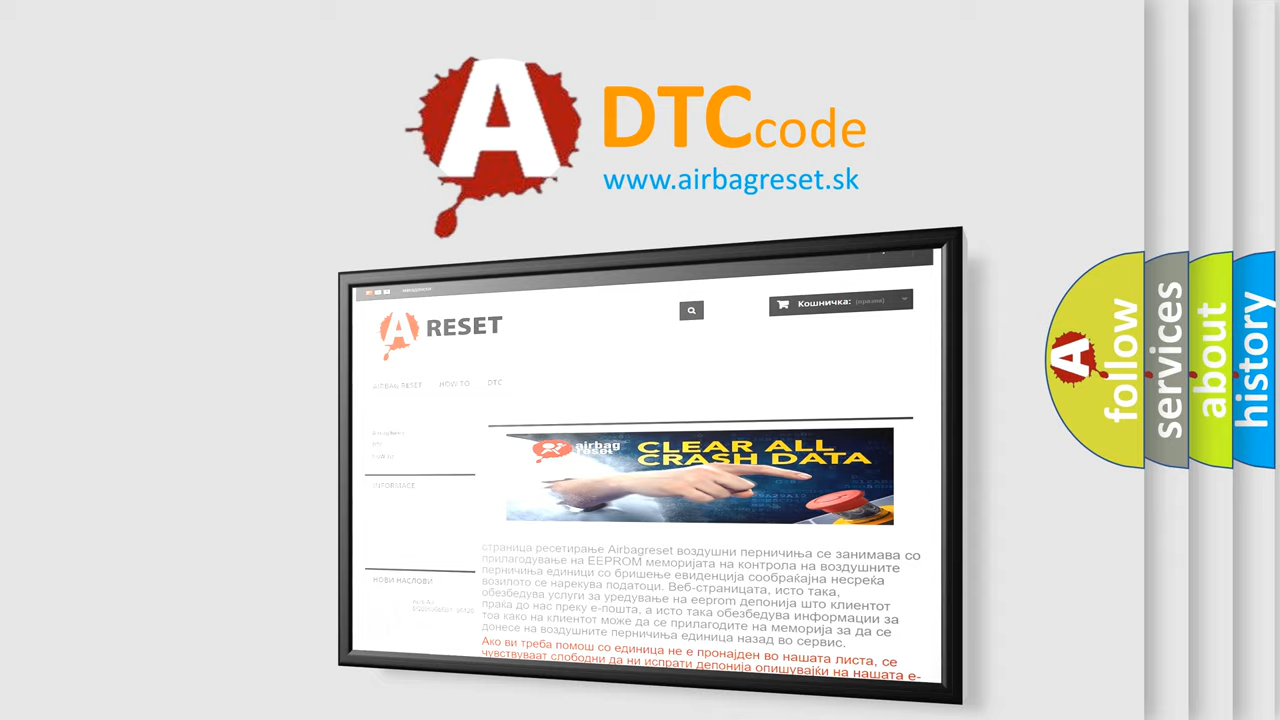 A DTC code
www.airbagreset.sk
Кошничка: (празни)
A RESET
AIRBAG RESET HOW TO DTC
INFORMACE
airbag reset
CLEAR ALL
CRASH DATA
страница ресетирање Airbagreset воздушни перничиња се занимава со
прилагодување на EEPROM меморијата на контрола на воздушните
перничиња единици со бришење евиденција сообраќајна несреќа
возилото се нарекува податоци. Веб-страницата, исто така,
обезбедува услуги за уредување на eeprom депонија што клиентот
праќа до нас преку е-пошта, а исто така обезбедува информации за
тоа како на клиентот може да се прилагодите на меморија за да се
донесе на воздушните перничиња единица назад во сервис.
Ако ви треба помош со единица не е пронајден во нашата листа, се
чувствуваат слободни да ни испрати депонија опишувајќи на нашата е-
НОВИ НАСЛОВИ
A follow
services
about
history